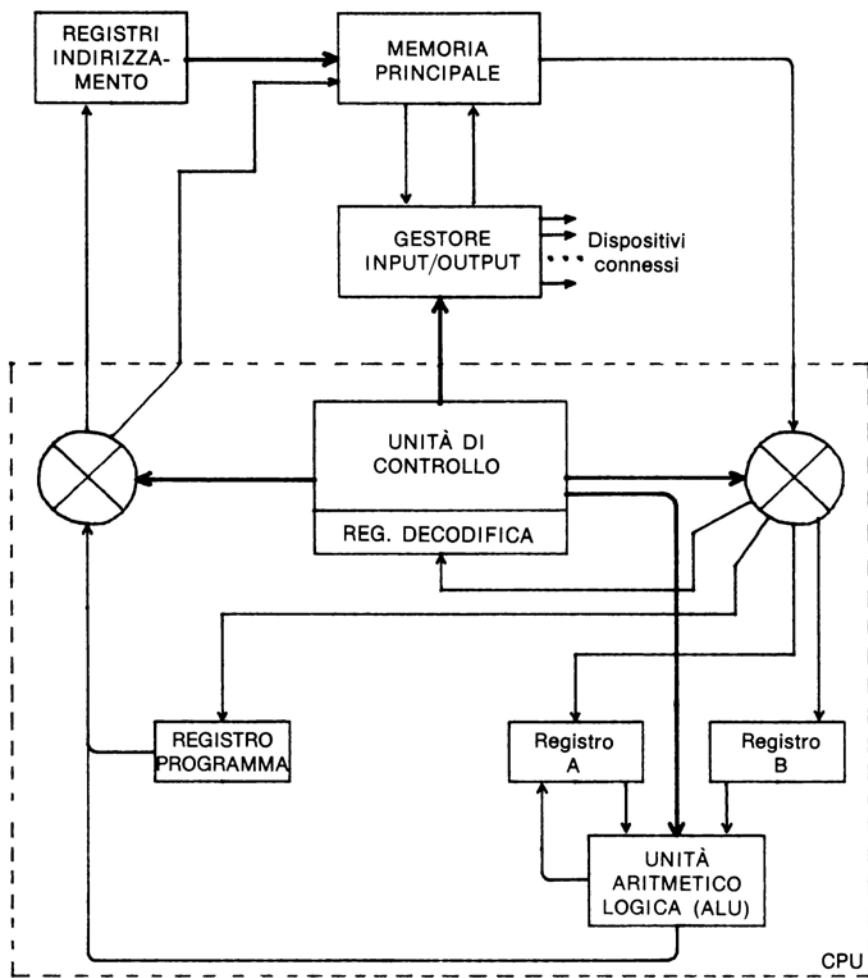 REGISTRI
INDIRIZZA-
MENTO
MEMORIA
PRINCIPALE
GESTORE
INPUT/OUTPUT
Dispositivi
connessi
UNITÀ DI
CONTROLLO
REG. DECODIFICA
REGISTRO
PROGRAMMA
Registro
A
Registro
B
UNITÀ
ARITMETICO
LOGICA (ALU)
CPU